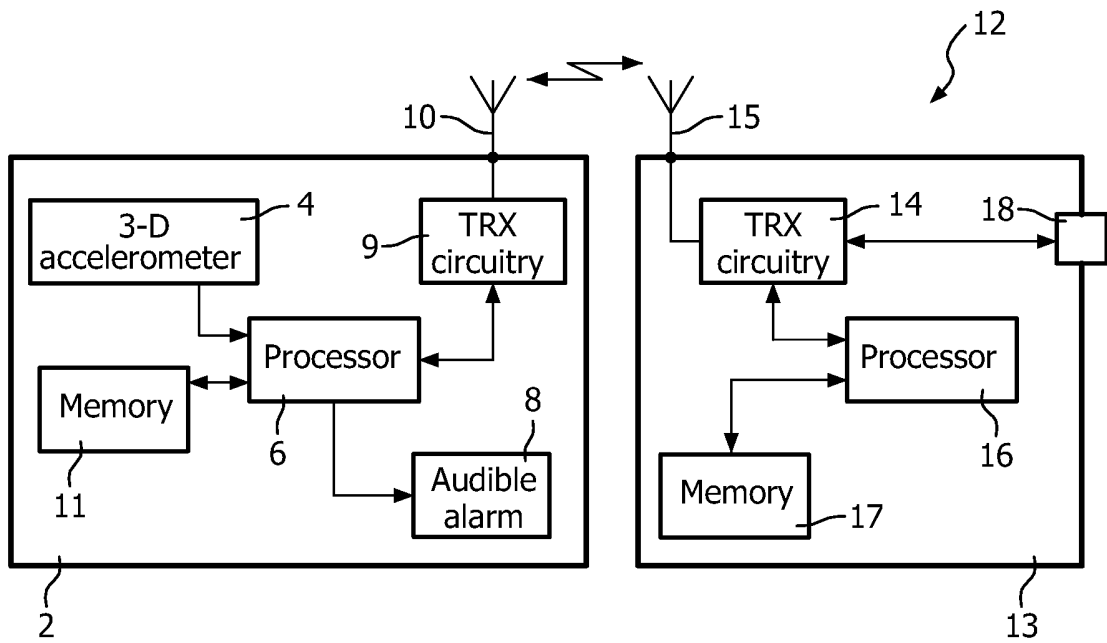 12
10
15
3-D
accelerometer
4
9
TRX
circuitry
TRX
circuitry
14
18
Processor
6
Memory
11
8
Audible
alarm
Processor
16
Memory
17
2
13